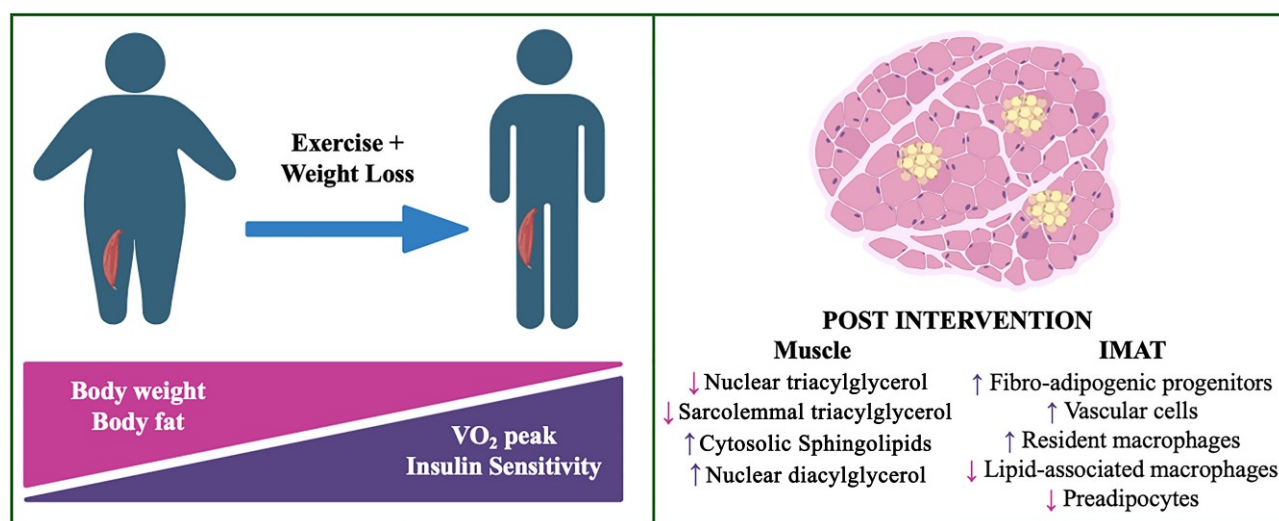 Exercise +
Weight Loss
Body weight
Body fat
VO₂ peak
Insulin Sensitivity
POST INTERVENTION
Muscle
↓ Nuclear triacylglycerol
↓ Sarcolemmal triacylglycerol
↑ Cytosolic Sphingolipids
↑ Nuclear diacylglycerol
IMAT
↑ Fibro-adipogenic progenitors
↑ Vascular cells
↑ Resident macrophages
↓ Lipid-associated macrophages
↓ Preadipocytes